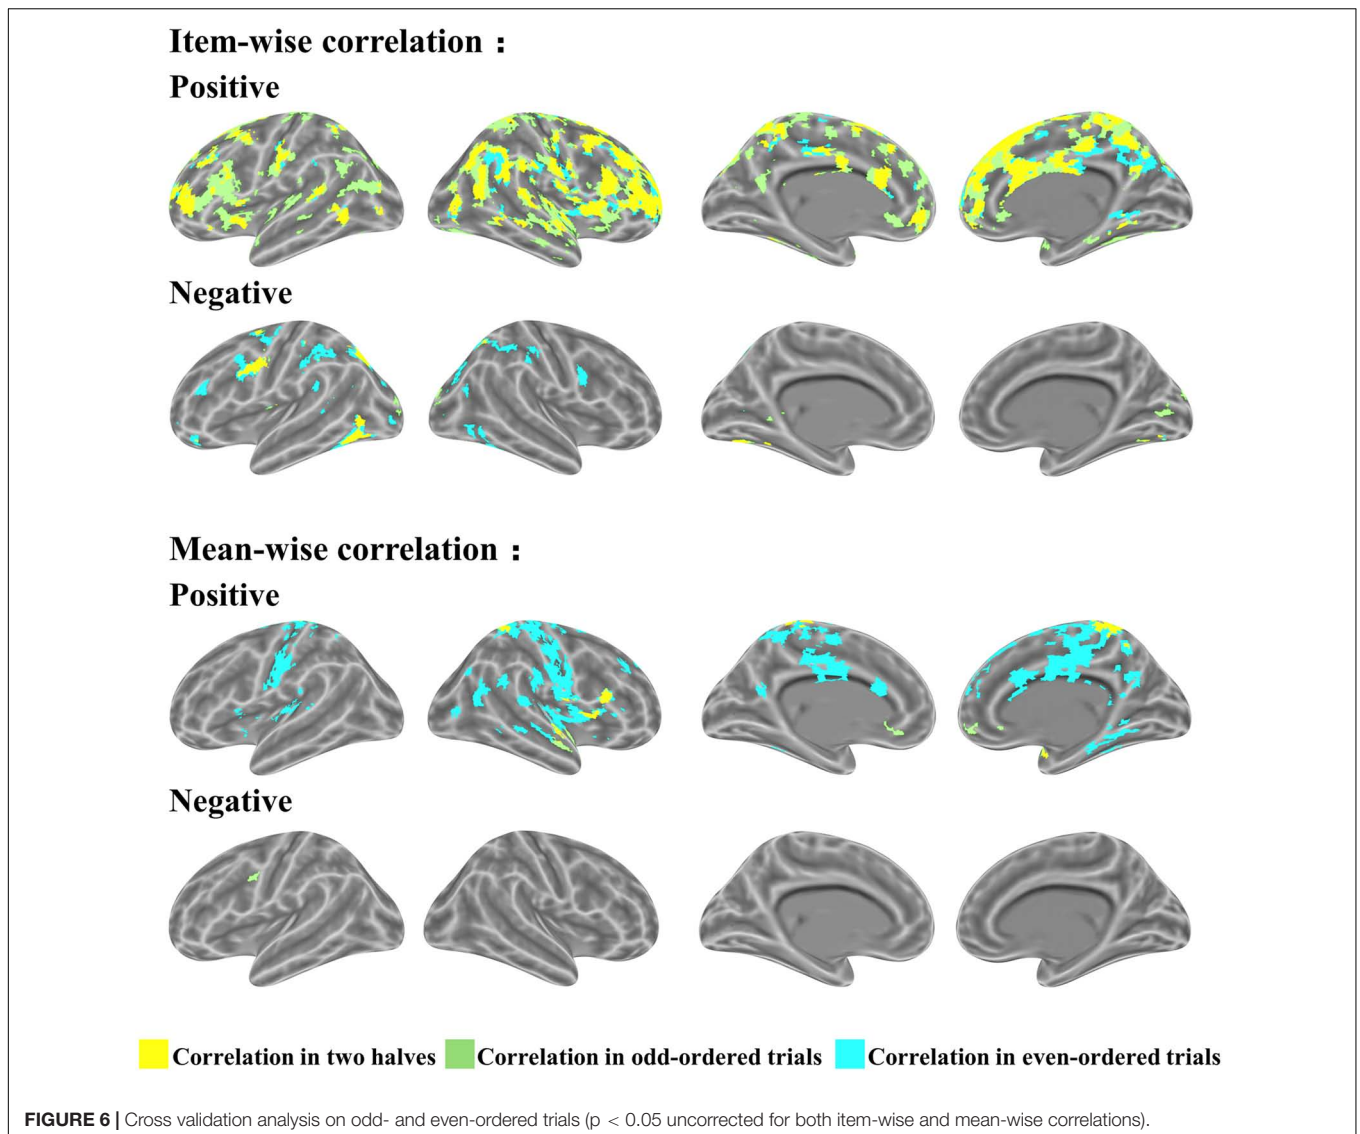 Item-wise correlation :
Positive
Negative
Mean-wise correlation :
Positive
Negative
Correlation in two halves Correlation in odd-ordered trials Correlation in even-ordered trials
FIGURE 6 | Cross validation analysis on odd- and even-ordered trials (p < 0.05 uncorrected for both item-wise and mean-wise correlations).